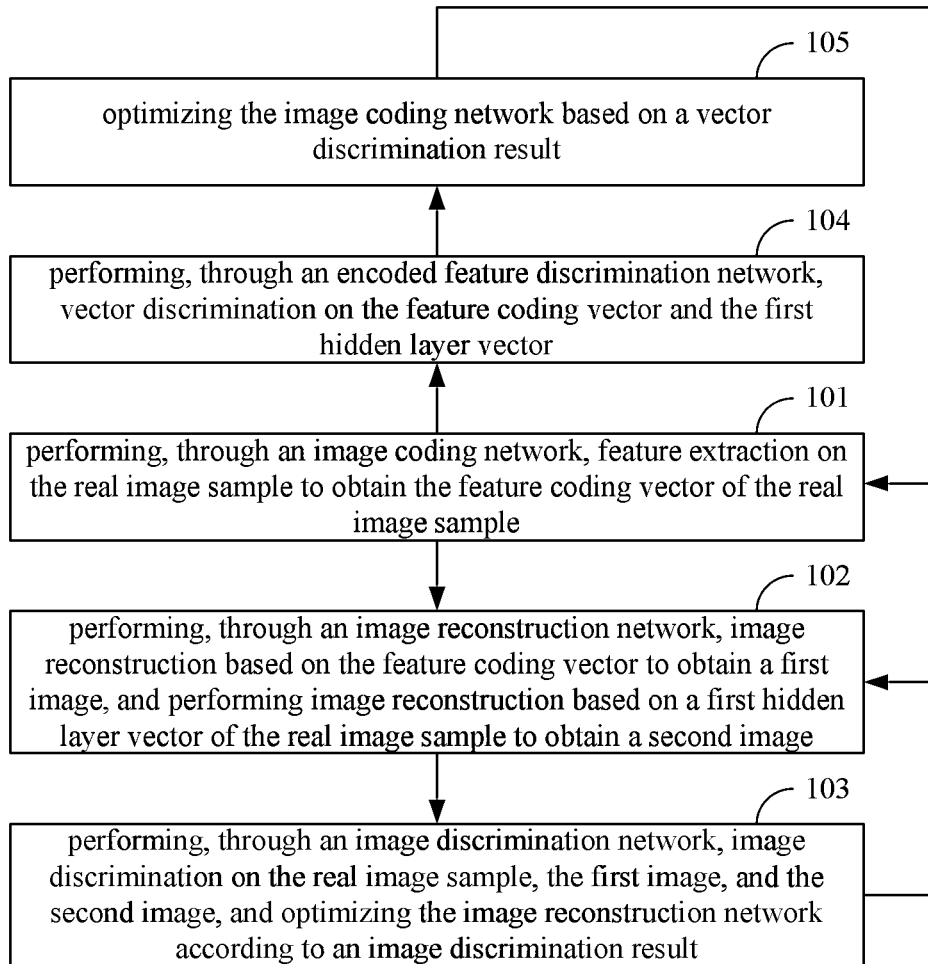 105
optimizing the image coding network based on a vector
discrimination result
104
performing, through an encoded feature discrimination network,
vector discrimination on the feature coding vector and the first
hidden layer vector
101
performing, through an image coding network, feature extraction on
the real image sample to obtain the feature coding vector of the real
image sample
102
performing, through an image reconstruction network, image
reconstruction based on the feature coding vector to obtain a first
image, and performing image reconstruction based on a first hidden
layer vector of the real image sample to obtain a second image
103
performing, through an image discrimination network, image
discrimination on the real image sample, the first image, and the
second image, and optimizing the image reconstruction network
according to an image discrimination result